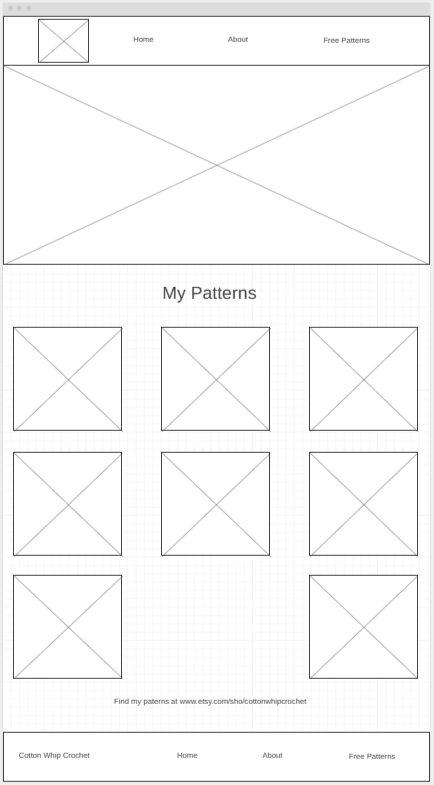 Home About Free Patterns
My Patterns
Find my paterns at www.etsy.com/sho/cottonwhipcrochet
Cotton Whip Crochet Home About Free Patterns